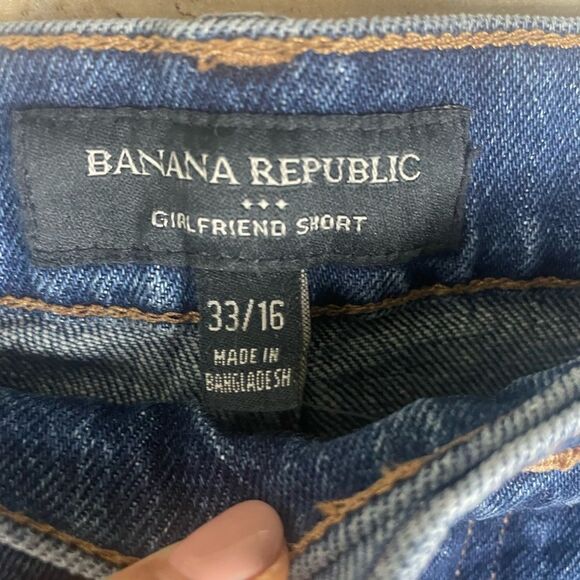 BANANA REPUBLIC
GIRLFRIEND SHORT
33/16
MADE IN
BANGLADESH